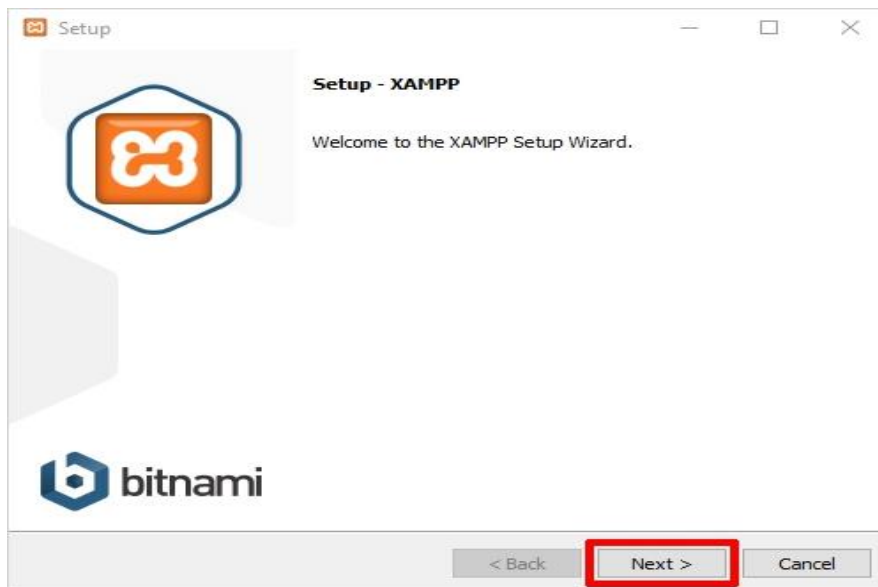 Setup
Setup - XAMPP
Welcome to the XAMPP Setup Wizard.
bitnami
< Back
Next >
Cancel